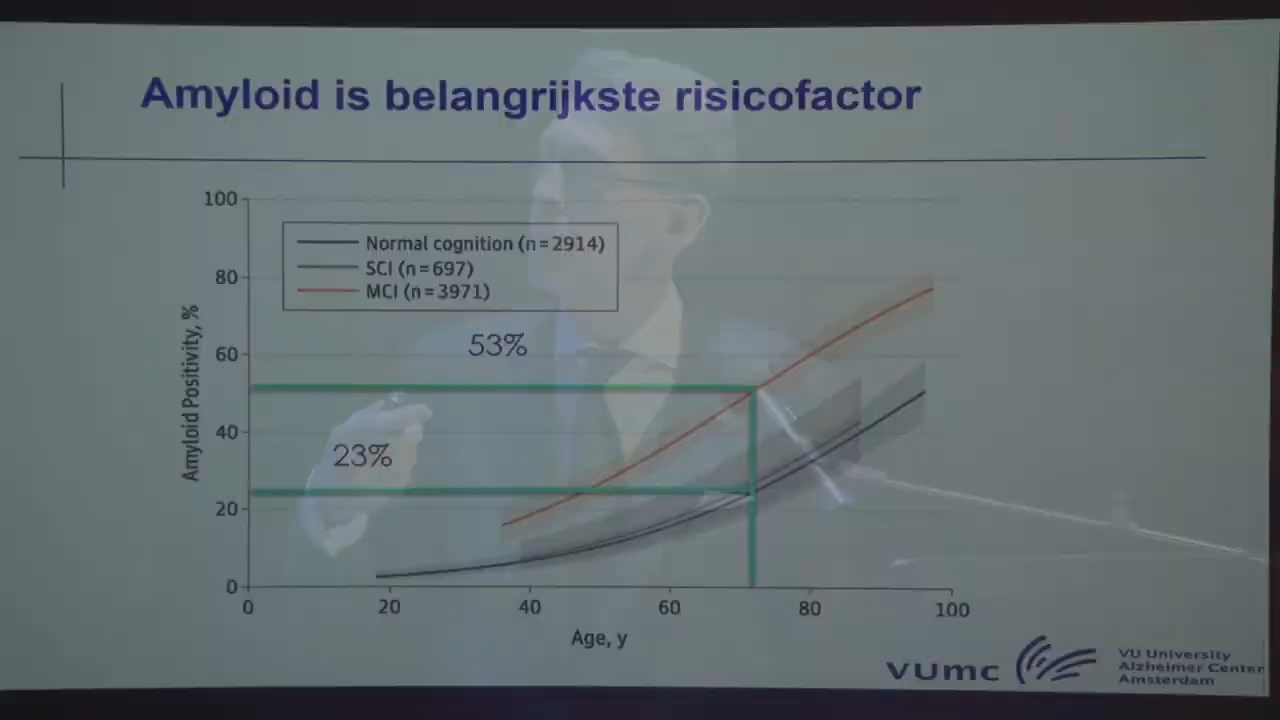 Amyloid is belangrijkste risicofactor
100
80
60
40
20
0
Amyloid Positivity, %
Normal cognition (n=2914)
SCI (n=697)
MCI (n=3971)
53%
23%
0 20 40 60 80 100
Age, y
VUmc
VU University
Alzheimer Center
Amsterdam